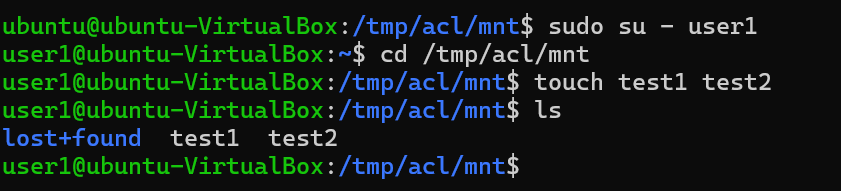 ubuntu@ubuntu-VirtualBox:/tmp/acl/mnt$ sudo su - user1
user1@ubuntu-VirtualBox:~$ cd /tmp/acl/mnt
user1@ubuntu-VirtualBox:/tmp/acl/mnt$ touch test1 test2
user1@ubuntu-VirtualBox:/tmp/acl/mnt$ ls
lost+found  test1  test2
user1@ubuntu-VirtualBox:/tmp/acl/mnt$